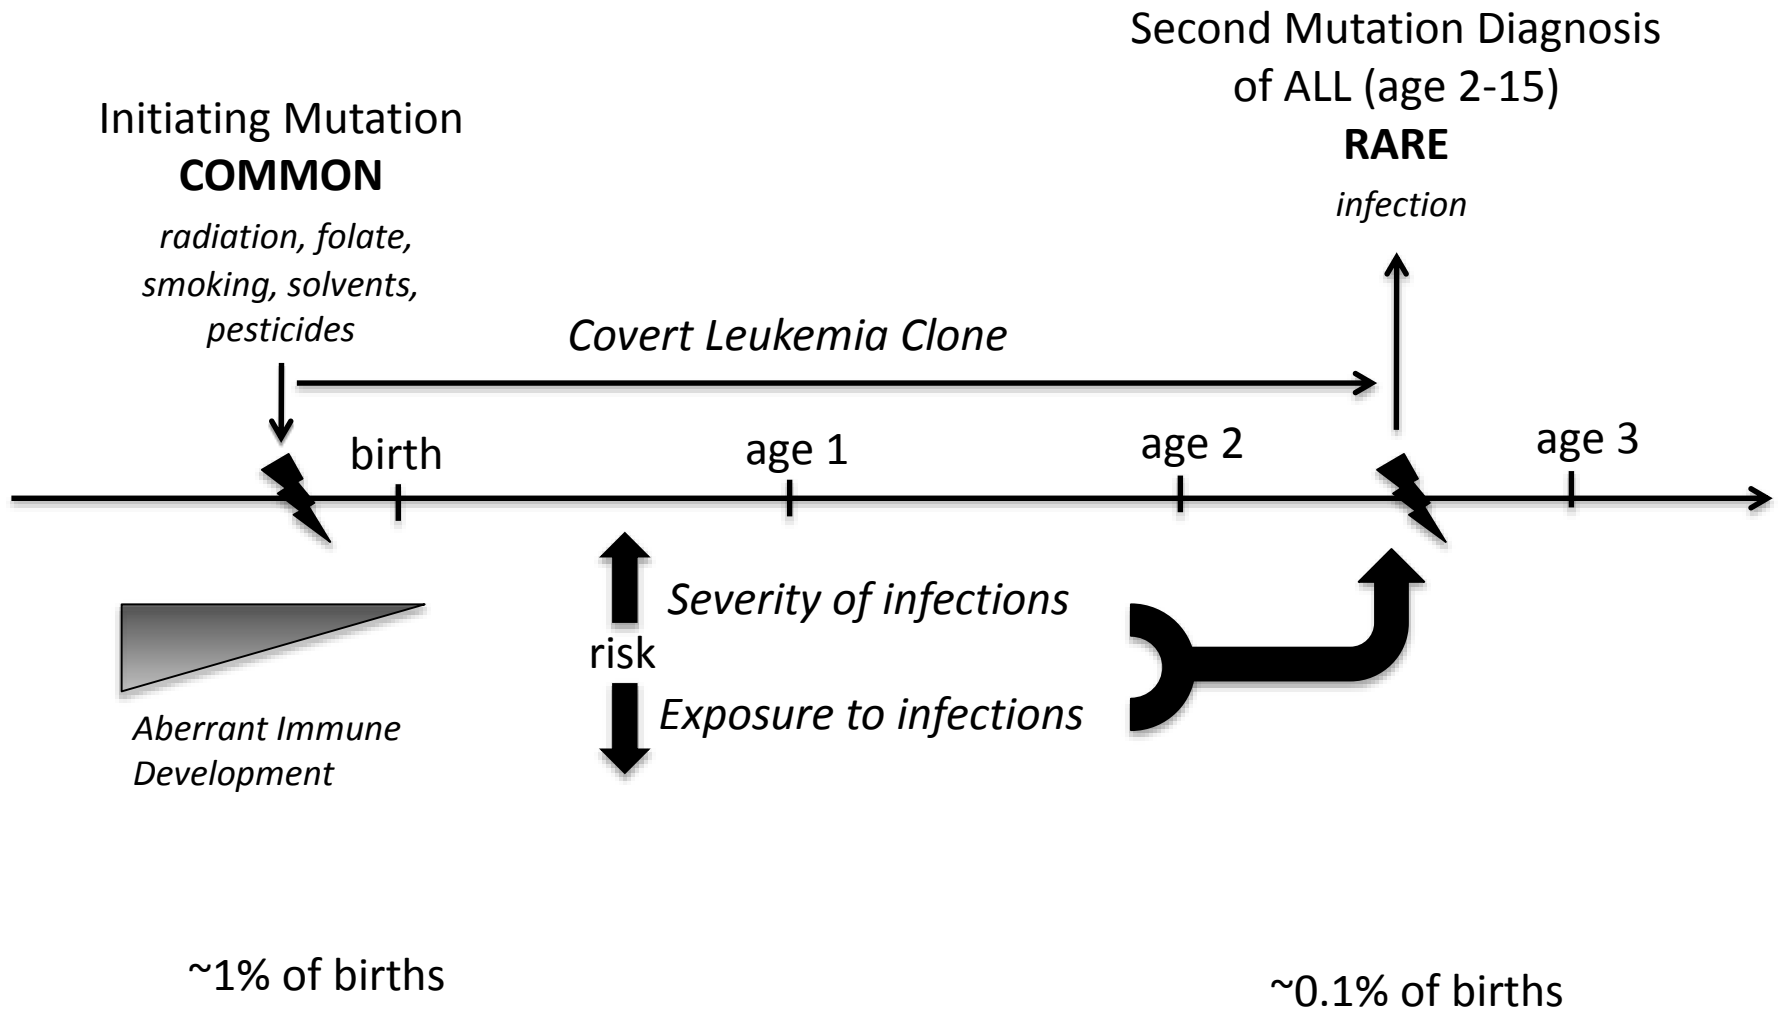 Initiating Mutation
COMMON
radiation, folate,
smoking, solvents,
pesticides
Second Mutation Diagnosis
of ALL (age 2-15)
RARE
infection
Covert Leukemia Clone
birth
age 1
age 2
age 3
Severity of infections
risk
Exposure to infections
Aberrant Immune
Development
~1% of births
~0.1% of births